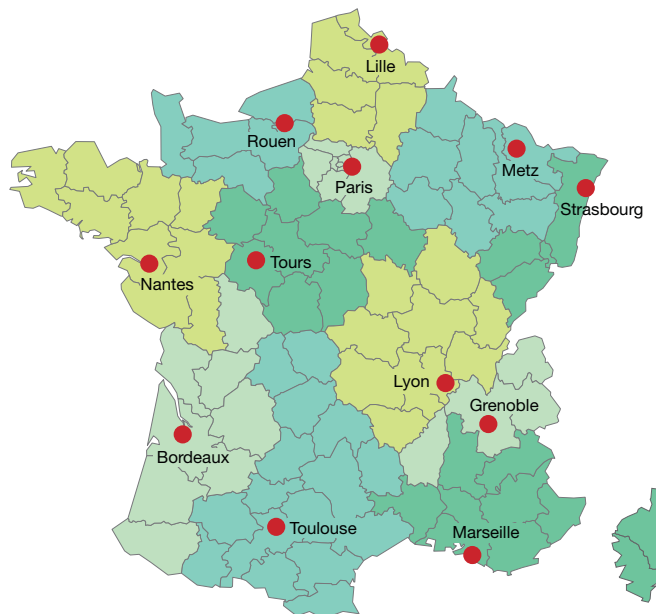 Lille
Rouen
Metz
Paris
Strasbourg
Tours
Nantes
Lyon
Grenoble
Bordeaux
Toulouse
Marseille